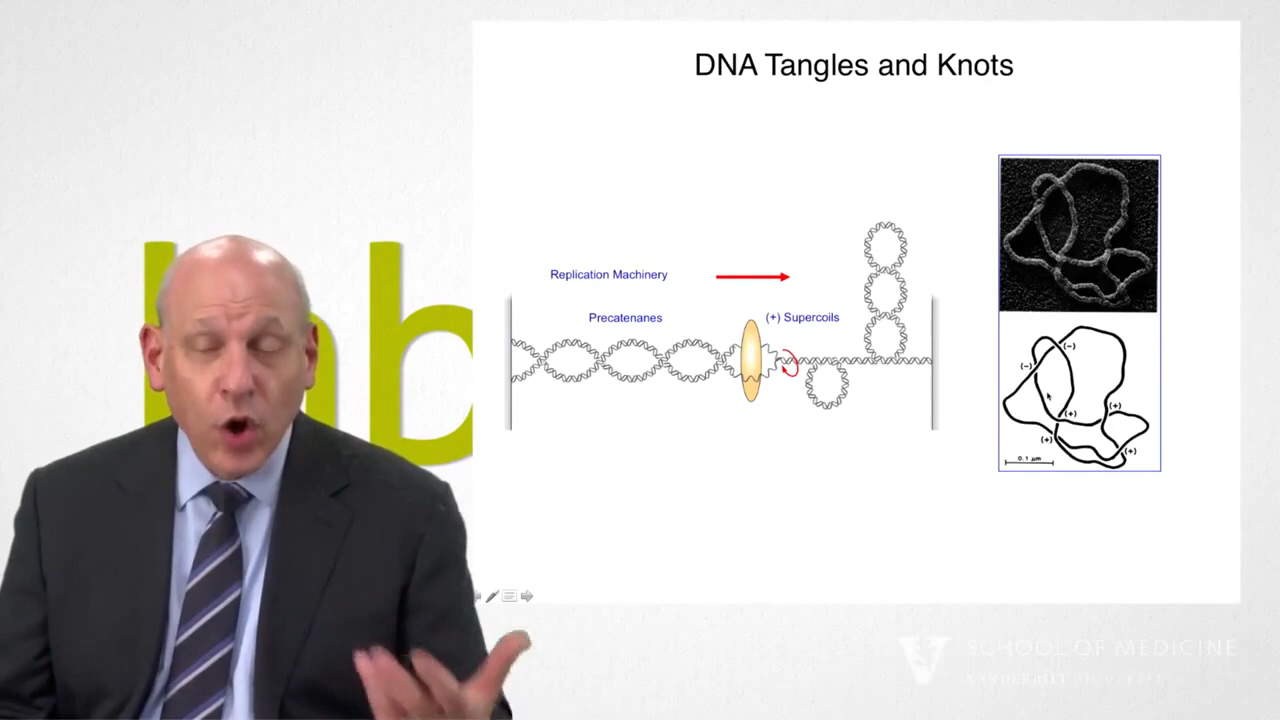 DNA Tangles and Knots
Replication Machinery
Precatenanes
(+) Supercoils
(-)
(-)
(+)
(+)
(+)
(+)
0.1 µm
V
SCHOOL OF MEDICINE
VANDERBILT UNIVERSITY